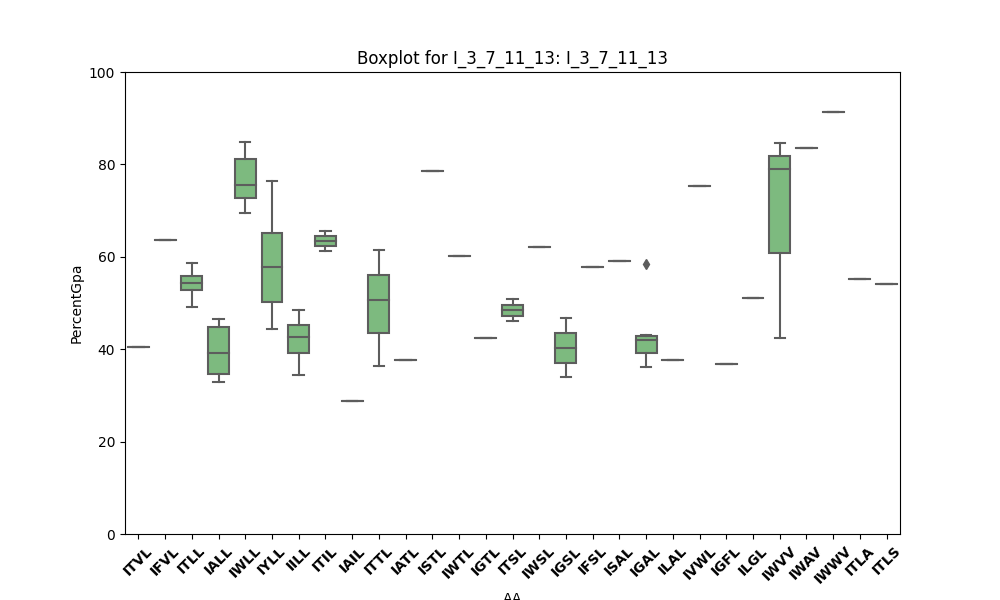 Boxplot for I_3_7_11_13: I_3_7_11_13
100
80
60
40
20
0
PercentGpa
ITVL
IFVL
ITLL
IALL
IWLL
IYLL
IILL
ITIL
IAIL
ITTL
IATL
ISTL
IWTL
IGTL
ITSL
IWSL
IGSL
IFSL
ISAL
IGAL
ILAL
IVWL
IGFL
ILGL
IWVV
IWAV
IWWV
ITLA
ITLS
AA